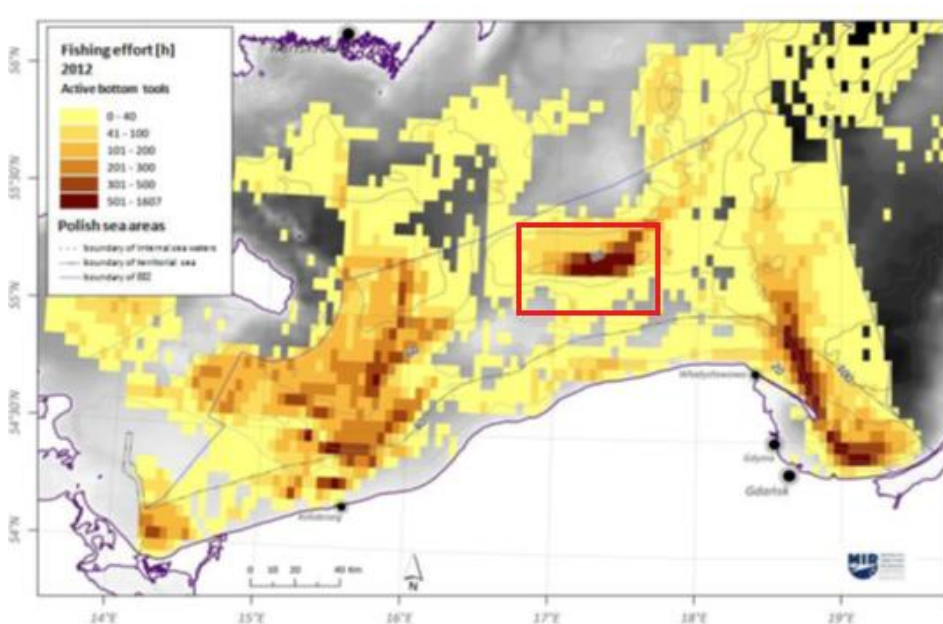 Fishing effort [h]
2012
Active bottom tools
0 - 40
41 - 100
101 - 200
201 - 300
301 - 500
501 - 1607
Polish sea areas
boundary of internal sea waters
boundary of territorial sea
boundary of EEZ
56°N
55°30'N
55°N
54°30'N
54°N
Władysławowo
20
100
Gdynia
Gdańsk
Kołobrzeg
0 10 20 40 Km
N
MIR
14°E
15°E
16°E
17°E
18°E
19°E